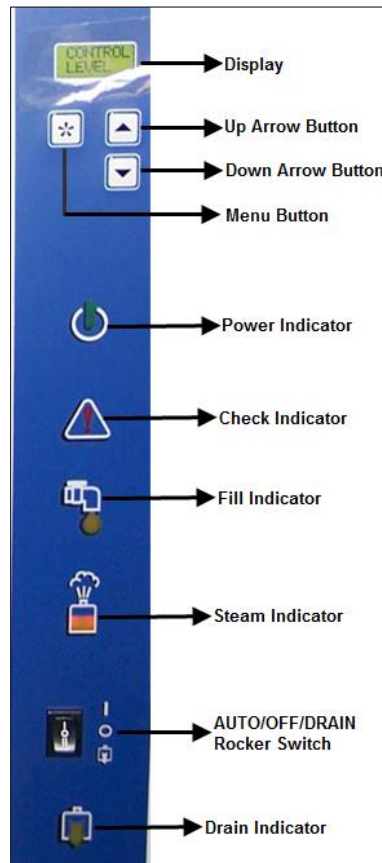 CONTROL
LEVEL
Display
Up Arrow Button
Down Arrow Button
Menu Button
Power Indicator
Check Indicator
Fill Indicator
Steam Indicator
AUTO/OFF/DRAIN
Rocker Switch
Drain Indicator